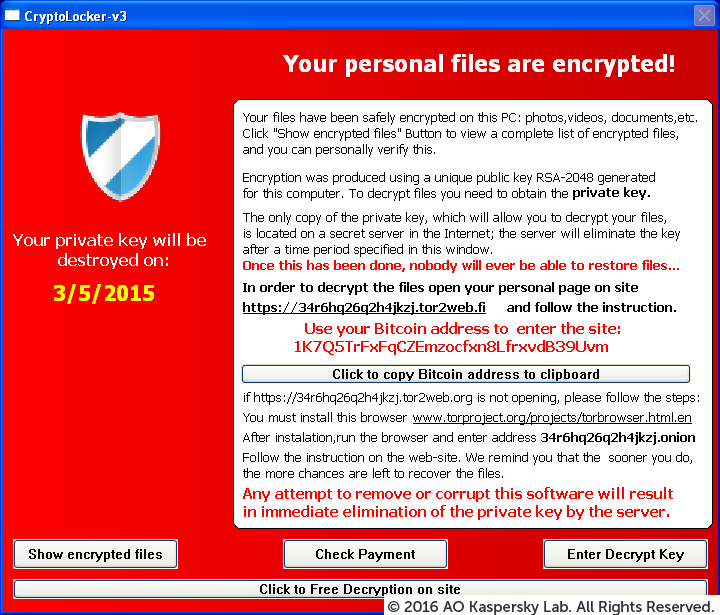 CryptoLocker-v3
Your personal files are encrypted!
Your private key will be
destroyed on:
3/5/2015
Your files have been safely encrypted on this PC: photos,videos, documents,etc.
Click "Show encrypted files" Button to view a complete list of encrypted files,
and you can personally verify this.
Encryption was produced using a unique public key RSA-2048 generated
for this computer. To decrypt files you need to obtain the private key.
The only copy of the private key, which will allow you to decrypt your files,
is located on a secret server in the Internet; the server will eliminate the key
after a time period specified in this window.
Once this has been done, nobody will ever be able to restore files...
In order to decrypt the files open your personal page on site
https://34r6hq26q2h4jkzj.tor2web.fi and follow the instruction.
Use your Bitcoin address to enter the site:
1K7Q5TrFxFqCZEmzocfxn8LfrxvdB39Uvm
Click to copy Bitcoin address to clipboard
if https://34r6hq26q2h4jkzj.tor2web.org is not opening, please follow the steps:
You must install this browser www.torproject.org/projects/torbrowser.html.en
After instalation,run the browser and enter address 34r6hq26q2h4jkzj.onion
Follow the instruction on the web-site. We remind you that the sooner you do,
the more chances are left to recover the files.
Any attempt to remove or corrupt this software will result
in immediate elimination of the private key by the server.
Show encrypted files
Check Payment
Enter Decrypt Key
Click to Free Decryption on site
© 2016 AO Kaspersky Lab. All Rights Reserved.